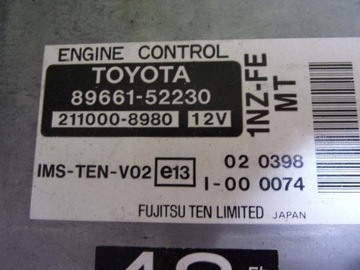 ENGINE CONTROL
TOYOTA
89661-52230
211000-8980 12V
1NZ-FE
MT
IMS-TEN-V02 e13
02 0398
I-00 0074
FUJITSU TEN LIMITED JAPAN